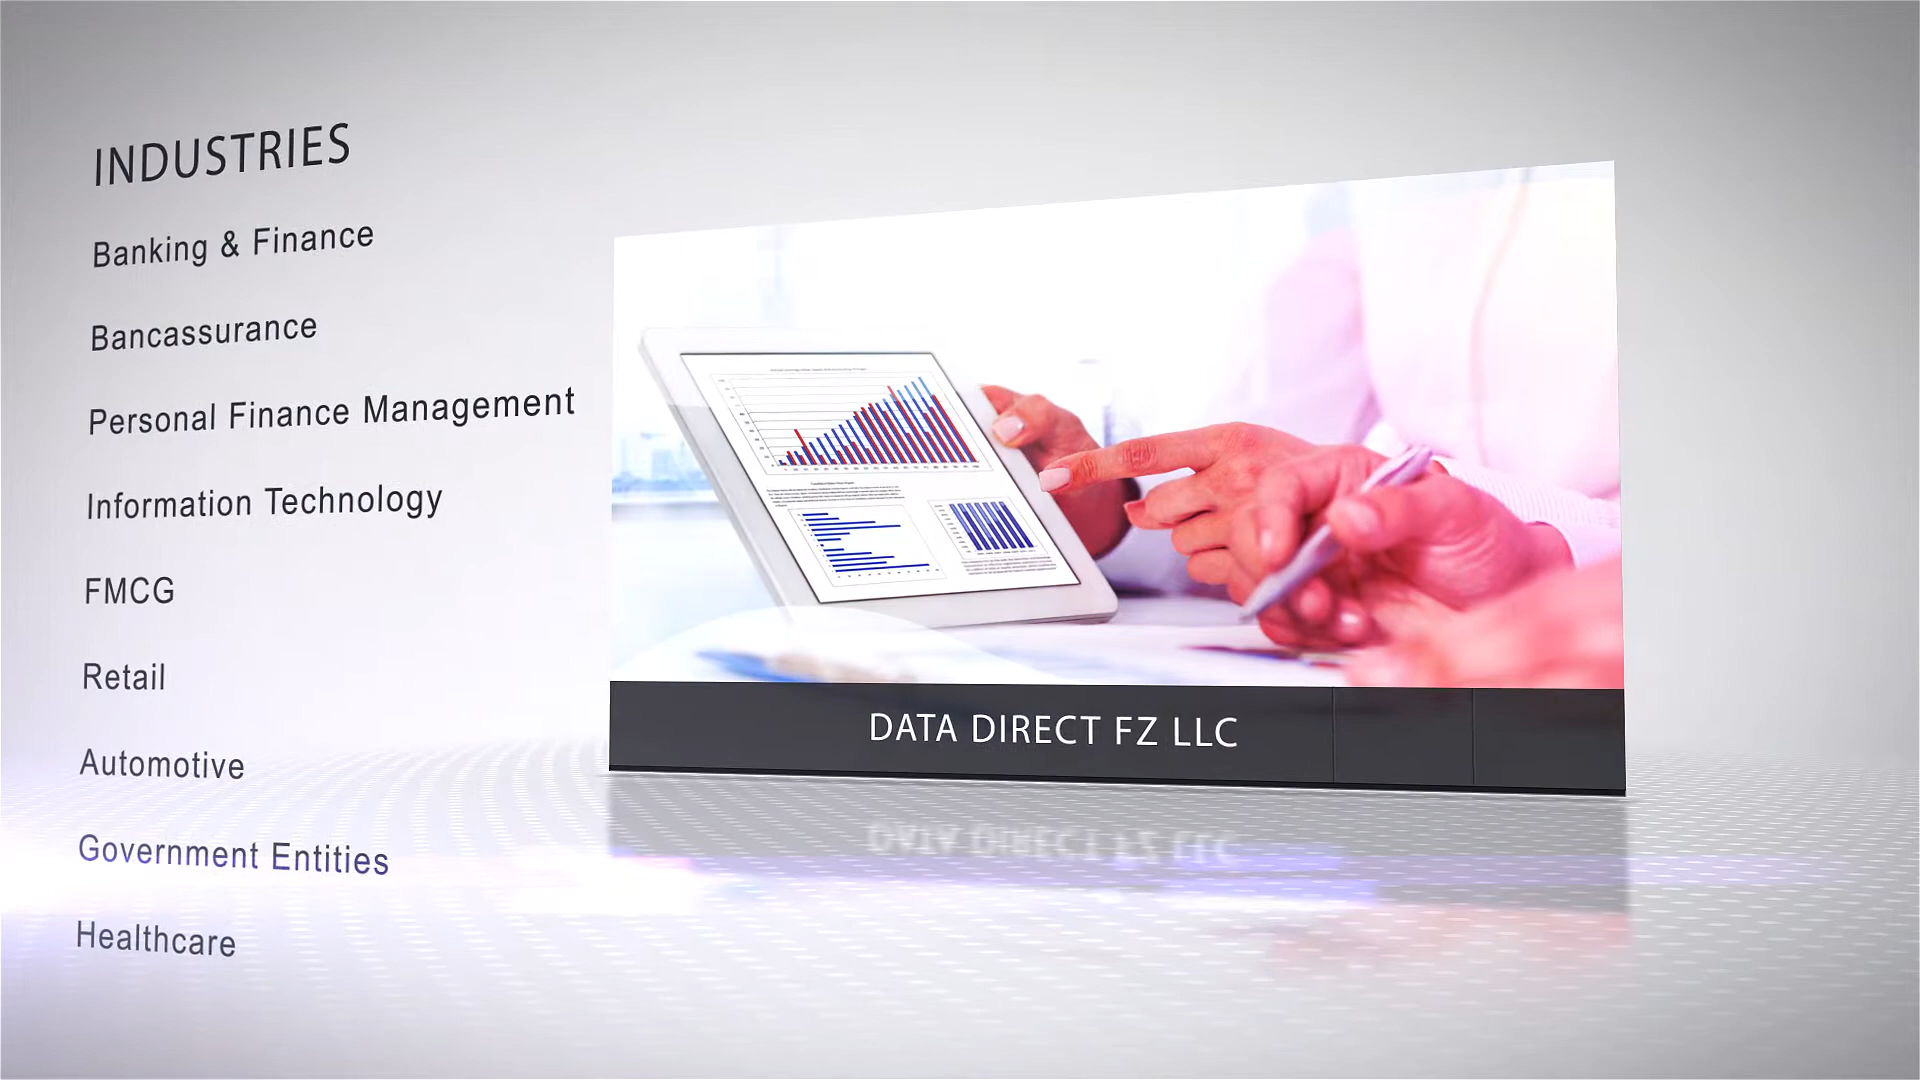 INDUSTRIES
Banking & Finance
Bancassurance
Personal Finance Management
Information Technology
FMCG
Retail
Automotive
Government Entities
Healthcare
DATA DIRECT FZ LLC